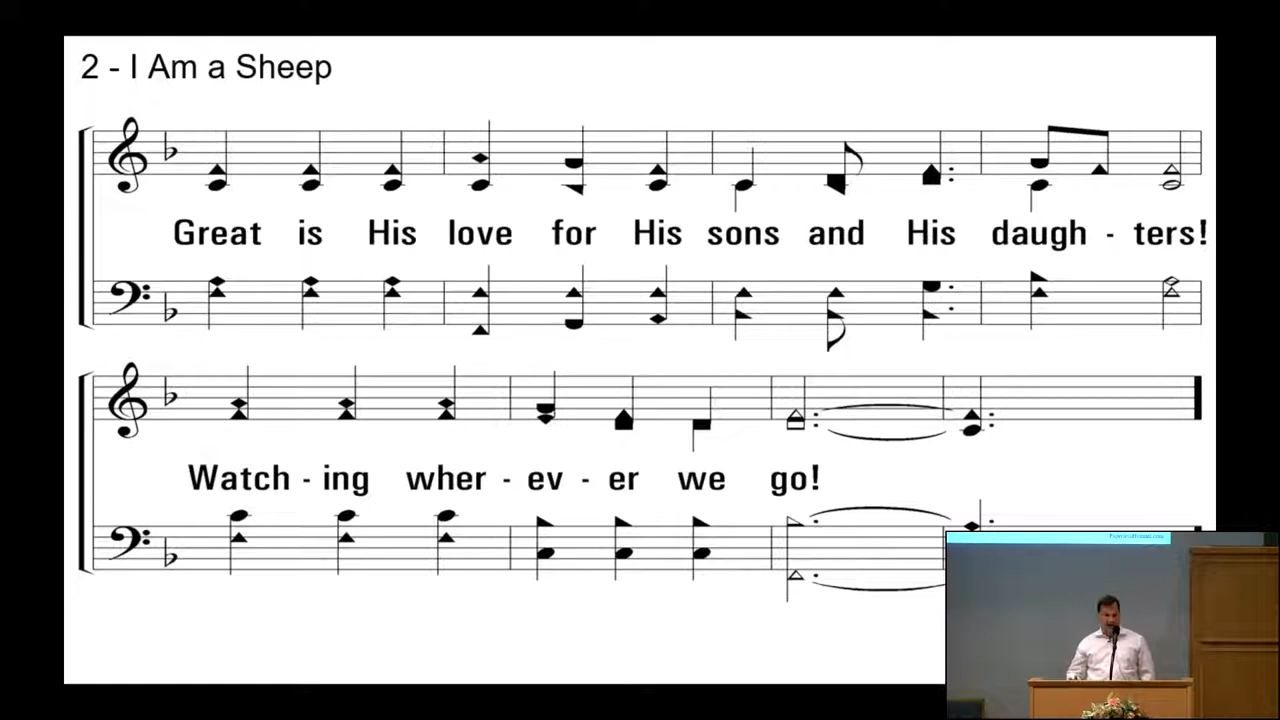 2 - I Am a Sheep
Great is His love for His sons and His daugh - ters!
Watch - ing wher - ev - er we go!